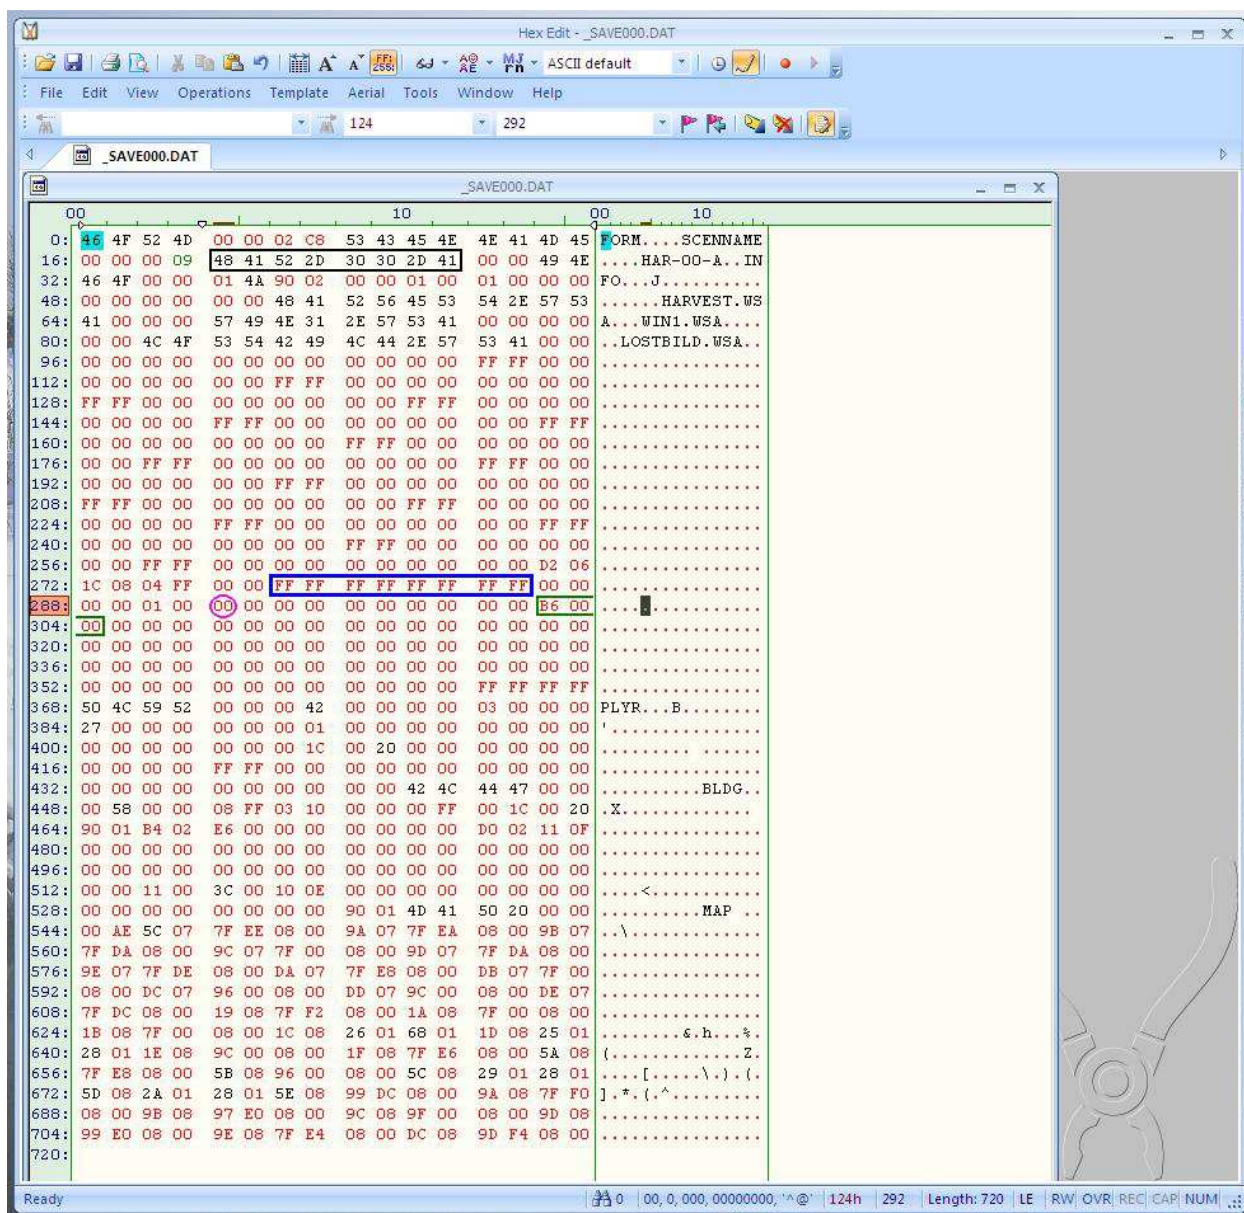 Hex Edit - _SAVE000.DAT
ASCII default
File Edit View Operations Template Aerial Tools Window Help
124 292
_SAVE000.DAT
_SAVE000.DAT
00 10 00 10
0: 46 4F 52 4D 00 00 02 C8 53 43 45 4E 4E 41 4D 45 FORM....SCENNAME
16: 00 00 00 09 48 41 52 2D 30 30 2D 41 00 00 49 4E ....HAR-00-A..IN
32: 46 4F 00 00 01 4A 90 02 00 00 01 00 01 00 00 00 FO...J..........
48: 00 00 00 00 00 00 48 41 52 56 45 53 54 2E 57 53 ......HARVEST.WS
64: 41 00 00 00 57 49 4E 31 2E 57 53 41 00 00 00 00 A...WIN1.WSA....
80: 00 00 4C 4F 53 54 42 49 4C 44 2E 57 53 41 00 00 ..LOSTBILD.WSA..
96: 00 00 00 00 00 00 00 00 00 00 00 00 FF FF 00 00 ................
112: 00 00 00 00 00 00 FF FF 00 00 00 00 00 00 00 00 ................
128: FF FF 00 00 00 00 00 00 00 00 FF FF 00 00 00 00 ................
144: 00 00 00 00 FF FF 00 00 00 00 00 00 00 00 FF FF ................
160: 00 00 00 00 00 00 00 00 FF FF 00 00 00 00 00 00 ................
176: 00 00 FF FF 00 00 00 00 00 00 00 00 FF FF 00 00 ................
192: 00 00 00 00 00 00 FF FF 00 00 00 00 00 00 00 00 ................
208: FF FF 00 00 00 00 00 00 00 00 FF FF 00 00 00 00 ................
224: 00 00 00 00 FF FF 00 00 00 00 00 00 00 00 FF FF ................
240: 00 00 00 00 00 00 00 00 FF FF 00 00 00 00 00 00 ................
256: 00 00 FF FF 00 00 00 00 00 00 00 00 00 00 D2 06 ................
272: 1C 08 04 FF 00 00 FF FF FF FF FF FF FF FF 00 00 ................
288: 00 00 01 00 00 00 00 00 00 00 00 00 00 00 B6 00 ................
304: 00 00 00 00 00 00 00 00 00 00 00 00 00 00 00 00 ................
320: 00 00 00 00 00 00 00 00 00 00 00 00 00 00 00 00 ................
336: 00 00 00 00 00 00 00 00 00 00 00 00 00 00 00 00 ................
352: 00 00 00 00 00 00 00 00 00 00 00 00 FF FF FF FF ................
368: 50 4C 59 52 00 00 00 42 00 00 00 00 03 00 00 00 PLYR...B........
384: 27 00 00 00 00 00 00 01 00 00 00 00 00 00 00 00 '...............
400: 00 00 00 00 00 00 00 1C 00 20 00 00 00 00 00 00 ......... ......
416: 00 00 00 00 FF FF 00 00 00 00 00 00 00 00 00 00 ................
432: 00 00 00 00 00 00 00 00 00 00 42 4C 44 47 00 00 ..........BLDG..
448: 00 58 00 00 08 FF 03 10 00 00 00 FF 00 1C 00 20 .X.............
464: 90 01 B4 02 E6 00 00 00 00 00 00 00 D0 02 11 0F ................
480: 00 00 00 00 00 00 00 00 00 00 00 00 00 00 00 00 ................
496: 00 00 00 00 00 00 00 00 00 00 00 00 00 00 00 00 ................
512: 00 00 11 00 3C 00 10 0E 00 00 00 00 00 00 00 00 ....<...........
528: 00 00 00 00 00 00 00 00 90 01 4D 41 50 20 00 00 ..........MAP ..
544: 00 AE 5C 07 7F EE 08 00 9A 07 7F EA 08 00 9B 07 ..\.............
560: 7F DA 08 00 9C 07 7F 00 08 00 9D 07 7F DA 08 00 ................
576: 9E 07 7F DE 08 00 DA 07 7F E8 08 00 DB 07 7F 00 ................
592: 08 00 DC 07 96 00 08 00 DD 07 9C 00 08 00 DE 07 ................
608: 7F DC 08 00 19 08 7F F2 08 00 1A 08 7F 00 08 00 ................
624: 1B 08 7F 00 08 00 1C 08 26 01 68 01 1D 08 25 01 ........&.h...%.
640: 28 01 1E 08 9C 00 08 00 1F 08 7F E6 08 00 5A 08 (.............Z.
656: 7F E8 08 00 5B 08 96 00 08 00 5C 08 29 01 28 01 ....[.....\.).(.
672: 5D 08 2A 01 28 01 5E 08 99 DC 08 00 9A 08 7F F0 ].*.(.^.........
688: 08 00 9B 08 97 E0 08 00 9C 08 9F 00 08 00 9D 08 ................
704: 99 E0 08 00 9E 08 7F E4 08 00 DC 08 9D F4 08 00 ................
720:
Ready 0 00, 0, 000, 00000000, '^@' 124h 292 Length: 720 LE RW OVR REC CAP NUM